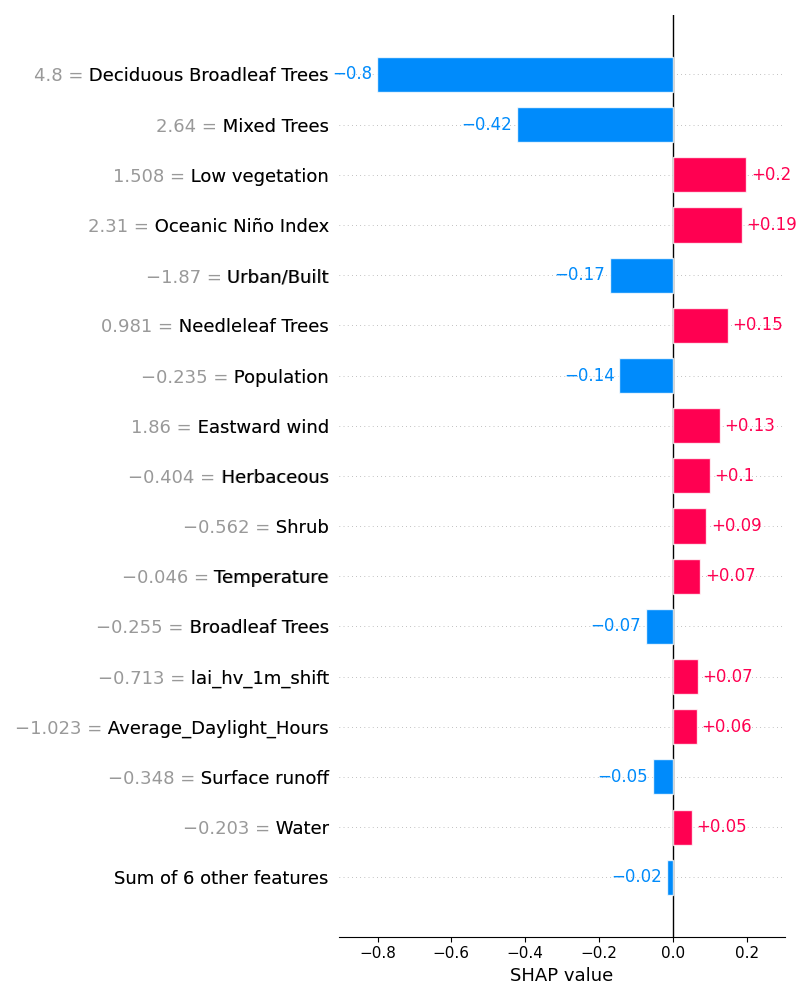 4.8 = Deciduous Broadleaf Trees −0.8
2.64 = Mixed Trees −0.42
1.508 = Low vegetation +0.2
2.31 = Oceanic Niño Index +0.19
−1.87 = Urban/Built −0.17
0.981 = Needleleaf Trees +0.15
−0.235 = Population −0.14
1.86 = Eastward wind +0.13
−0.404 = Herbaceous +0.1
−0.562 = Shrub +0.09
−0.046 = Temperature +0.07
−0.255 = Broadleaf Trees −0.07
−0.713 = lai_hv_1m_shift +0.07
−1.023 = Average_Daylight_Hours +0.06
−0.348 = Surface runoff −0.05
−0.203 = Water +0.05
Sum of 6 other features −0.02
−0.8 −0.6 −0.4 −0.2 0.0 0.2
SHAP value